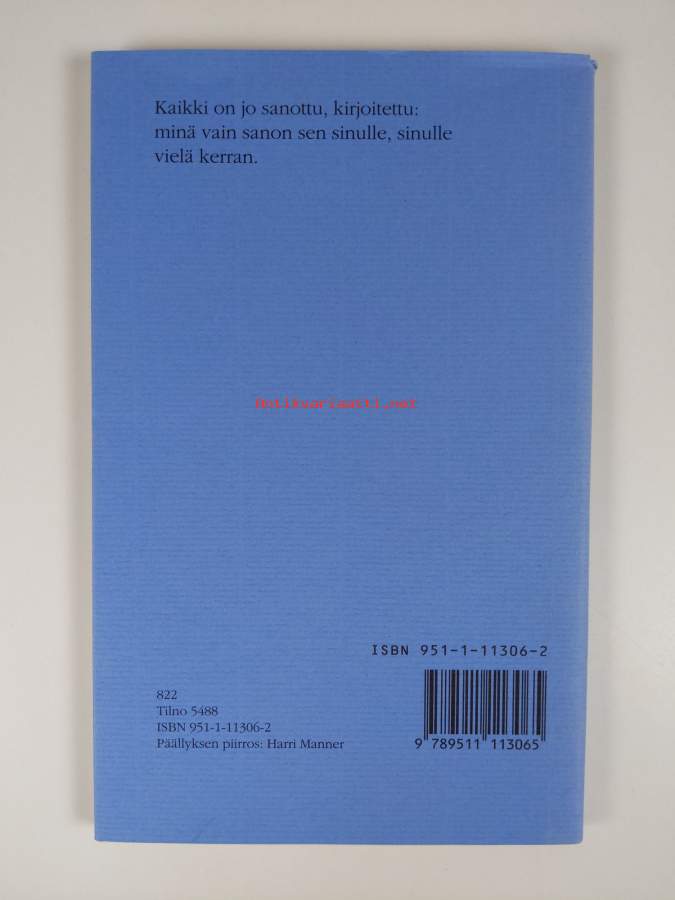 Kaikki on jo sanottu, kirjoitettu:
minä vain sanon sen sinulle, sinulle
vielä kerran.
Antikvariaatti.net
ISBN 951-1-11306-2
822
Tilno 5488
ISBN 951-1-11306-2
Päällyksen piirros: Harri Manner
9 789511 113065